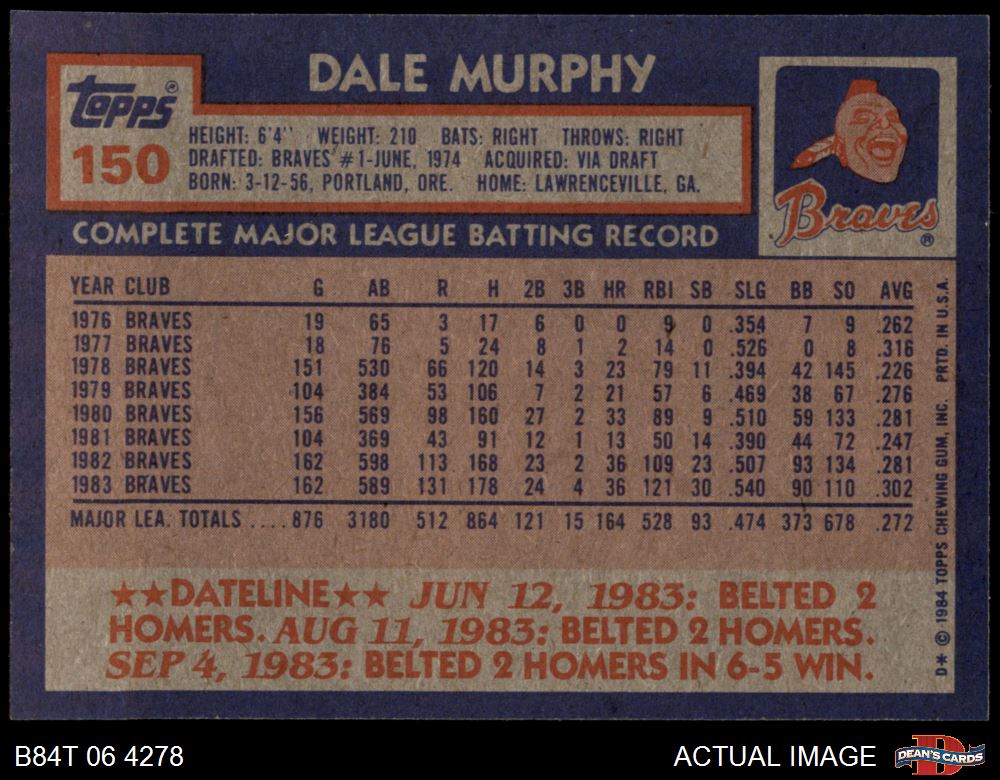 DALE MURPHY
Topps®
150
HEIGHT: 6'4'' WEIGHT: 210 BATS: RIGHT THROWS: RIGHT
DRAFTED: BRAVES #1-JUNE, 1974 ACQUIRED: VIA DRAFT
BORN: 3-12-56, PORTLAND, ORE. HOME: LAWRENCEVILLE, GA.
Braves ®
COMPLETE MAJOR LEAGUE BATTING RECORD
YEAR CLUB G AB R H 2B 3B HR RBI SB SLG BB SO AVG
1976 BRAVES 19 65 3 17 6 0 0 9 0 .354 7 9 .262
1977 BRAVES 18 76 5 24 8 1 2 14 0 .526 0 8 .316
1978 BRAVES 151 530 66 120 14 3 23 79 11 .394 42 145 .226
1979 BRAVES 104 384 53 106 7 2 21 57 6 .469 38 67 .276
1980 BRAVES 156 569 98 160 27 2 33 89 9 .510 59 133 .281
1981 BRAVES 104 369 43 91 12 1 13 50 14 .390 44 72 .247
1982 BRAVES 162 598 113 168 23 2 36 109 23 .507 93 134 .281
1983 BRAVES 162 589 131 178 24 4 36 121 30 .540 90 110 .302
MAJOR LEA. TOTALS ....876 3180 512 864 121 15 164 528 93 .474 373 678 .272
★★DATELINE★★ JUN 12, 1983: BELTED 2
HOMERS. AUG 11, 1983: BELTED 2 HOMERS.
SEP 4, 1983: BELTED 2 HOMERS IN 6-5 WIN.
D* © 1984 TOPPS CHEWING GUM, INC. PRTD. IN U.S.A.
B84T 06 4278
ACTUAL IMAGE
DEAN'S CARDS